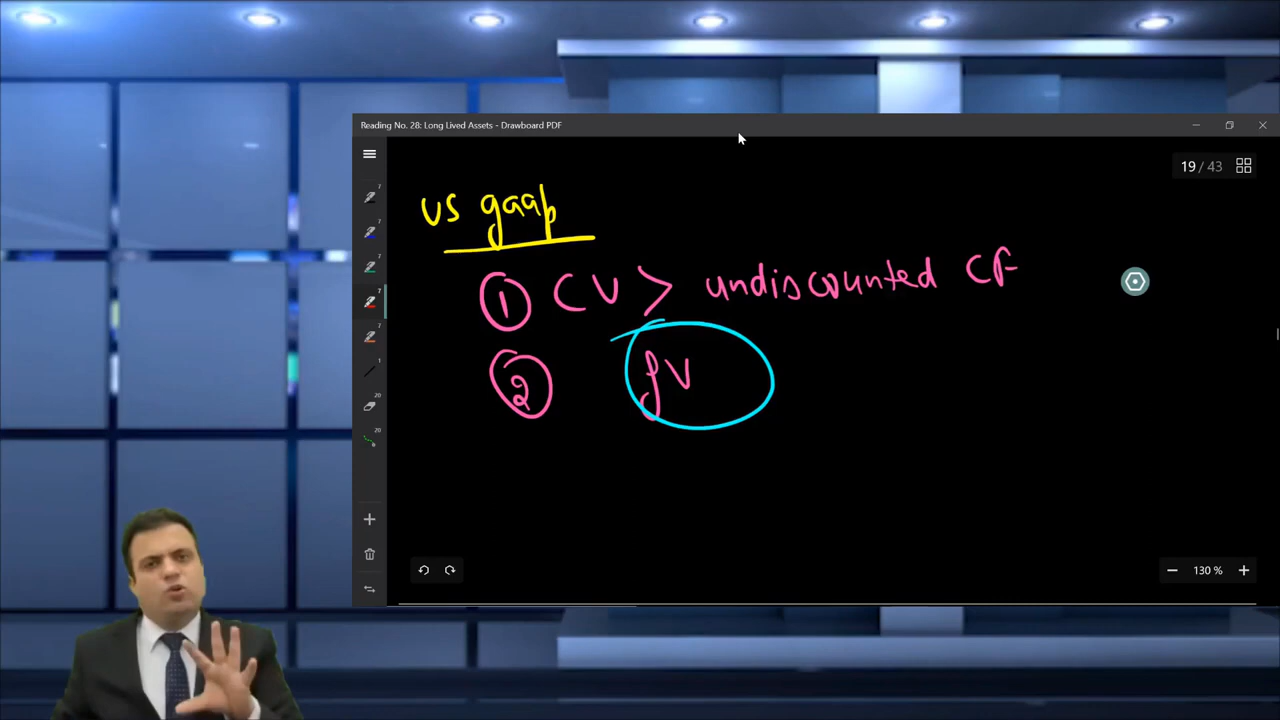 Reading No. 28: Long Lived Assets - Drawboard PDF
19 / 43
us gaap
1 CV > undiscounted CF
2 fV
130 %